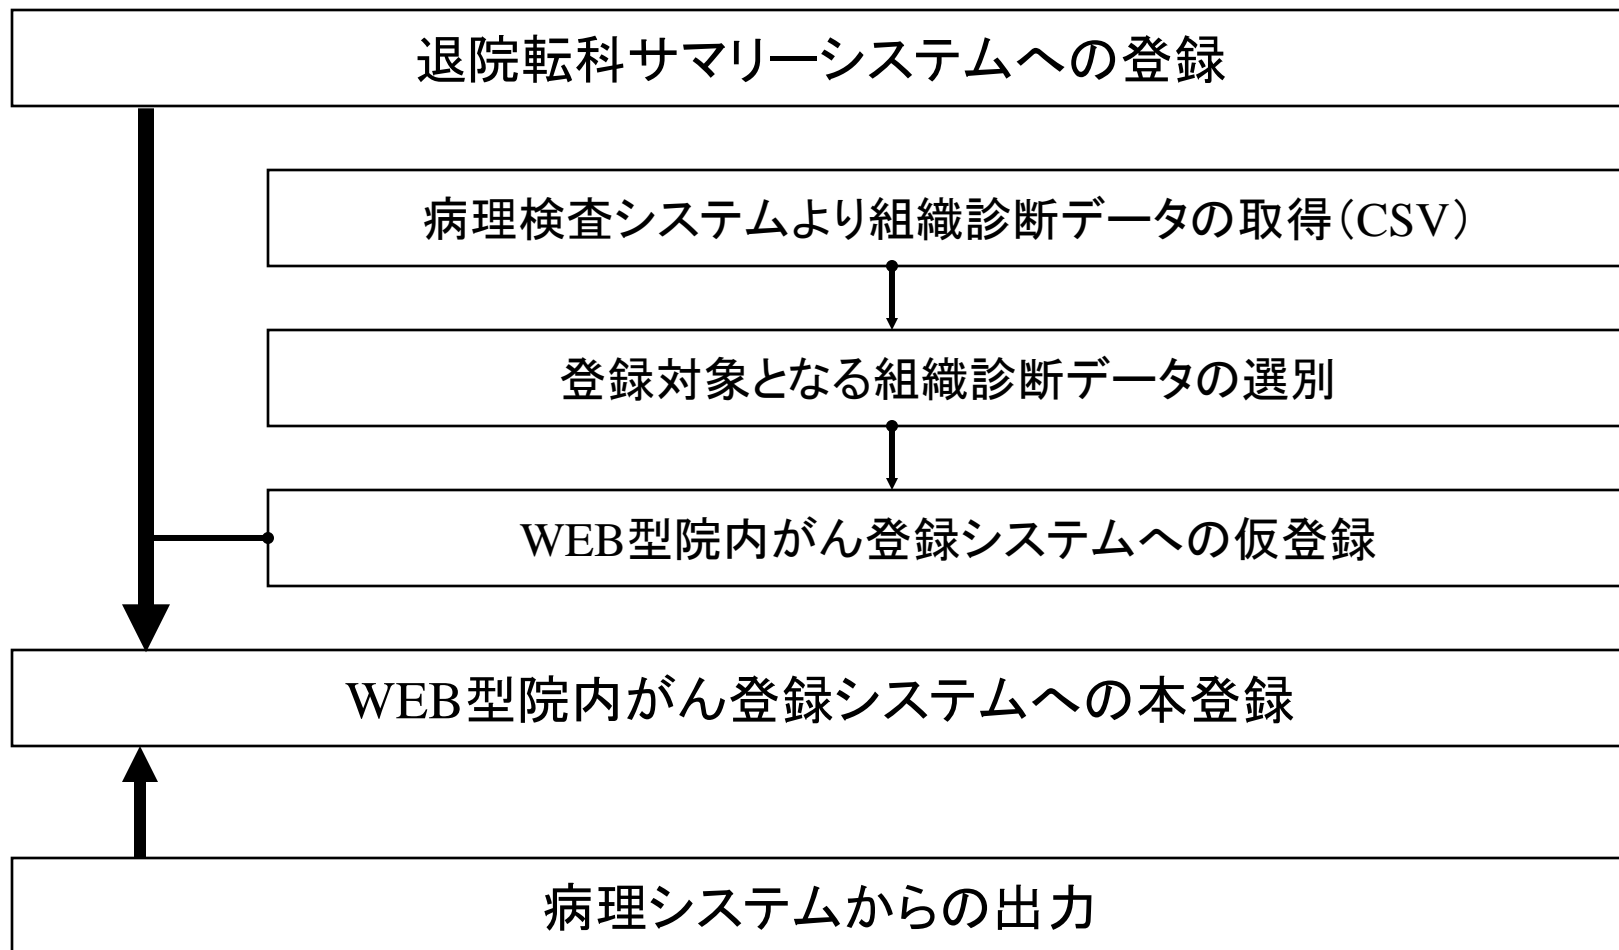 退院転科サマリーシステムへの登録
病理検査システムより組織診断データの取得（CSV）
登録対象となる組織診断データの選別
WEB型院内がん登録システムへの仮登録
WEB型院内がん登録システムへの本登録
病理システムからの出力